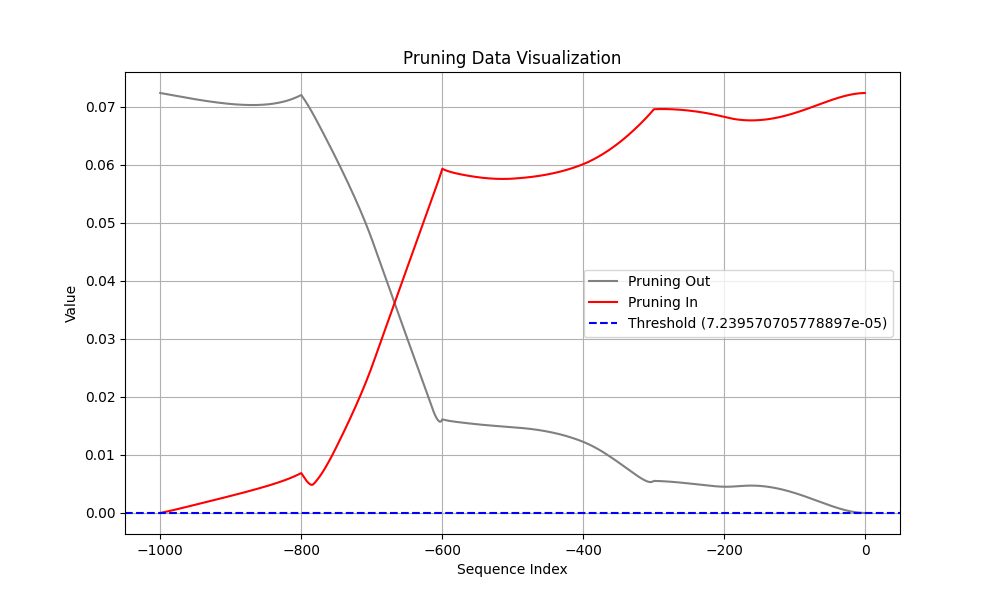 Pruning Data Visualization
0.07
0.06
0.05
0.04
0.03
0.02
0.01
0.00
Value
Pruning Out
Pruning In
Threshold (7.239570705778897e-05)
−1000
−800
−600
−400
−200
0
Sequence Index